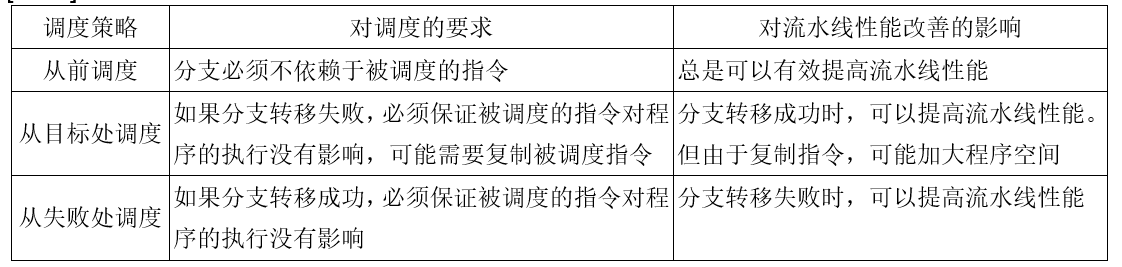 调度策略 对调度的要求 对流水线性能改善的影响
从前调度 分支必须不依赖于被调度的指令 总是可以有效提高流水线性能
从目标处调度 如果分支转移失败，必须保证被调度的指令对程 分支转移成功时，可以提高流水线性能。
序的执行没有影响，可能需要复制被调度指令 但由于复制指令，可能加大程序空间
从失败处调度 如果分支转移成功，必须保证被调度的指令对程 分支转移失败时，可以提高流水线性能
序的执行没有影响